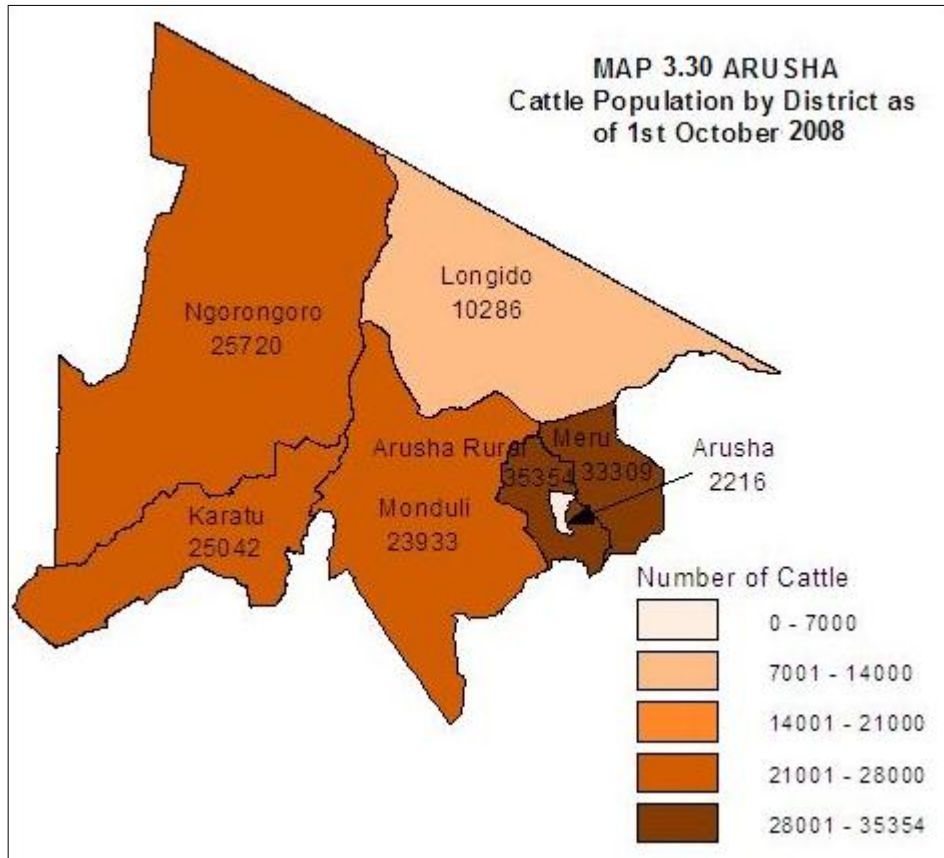 MAP 3.30 ARUSHA
Cattle Population by District as
of 1st October 2008
Longido
10286
Ngorongoro
25720
Arusha Rural
35354
Meru
33309
Arusha
2216
Monduli
23933
Karatu
25042
Number of Cattle
0 - 7000
7001 - 14000
14001 - 21000
21001 - 28000
28001 - 35354